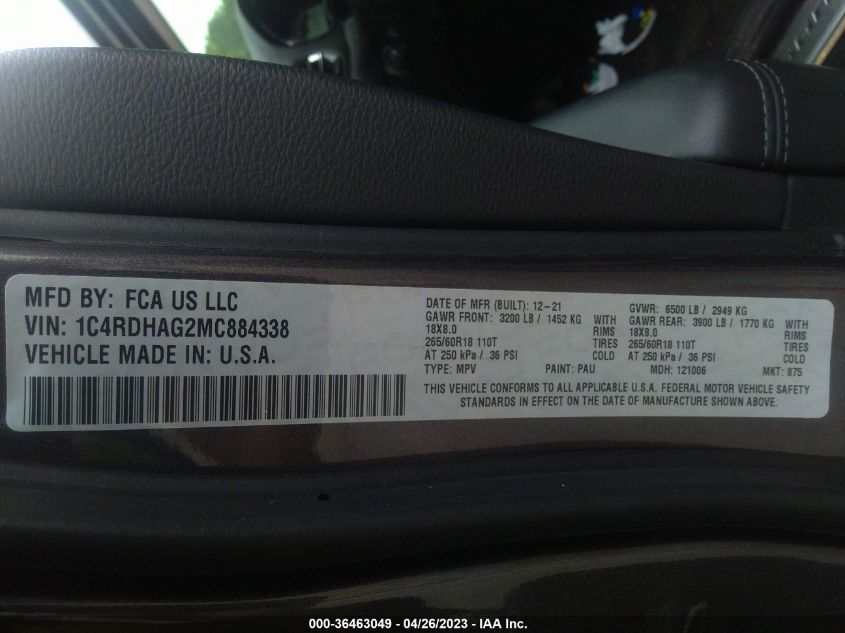 MFD BY: FCA US LLC
VIN: 1C4RDHAG2MC884338
VEHICLE MADE IN: U.S.A.
DATE OF MFR (BUILT): 12-21
GAWR FRONT: 3200 LB / 1452 KG WITH
18X8.0 RIMS
265/60R18 110T TIRES
AT 250 kPa / 36 PSI COLD
TYPE: MPV PAINT: PAU
GVWR: 6500 LB / 2949 KG
GAWR REAR: 3900 LB / 1770 KG WITH
18X8.0 RIMS
265/60R18 110T TIRES
AT 250 kPa / 36 PSI COLD
MDH: 121006 MKT: 875
THIS VEHICLE CONFORMS TO ALL APPLICABLE U.S.A. FEDERAL MOTOR VEHICLE SAFETY
STANDARDS IN EFFECT ON THE DATE OF MANUFACTURE SHOWN ABOVE.
000-36463049 - 04/26/2023 - IAA Inc.